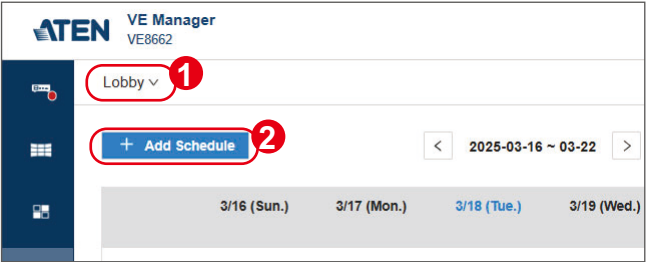 ATEN
VE Manager
VE8662
Lobby
1
+ Add Schedule
2
< 2025-03-16 ~ 03-22 >
3/16 (Sun.) 3/17 (Mon.) 3/18 (Tue.) 3/19 (Wed.)